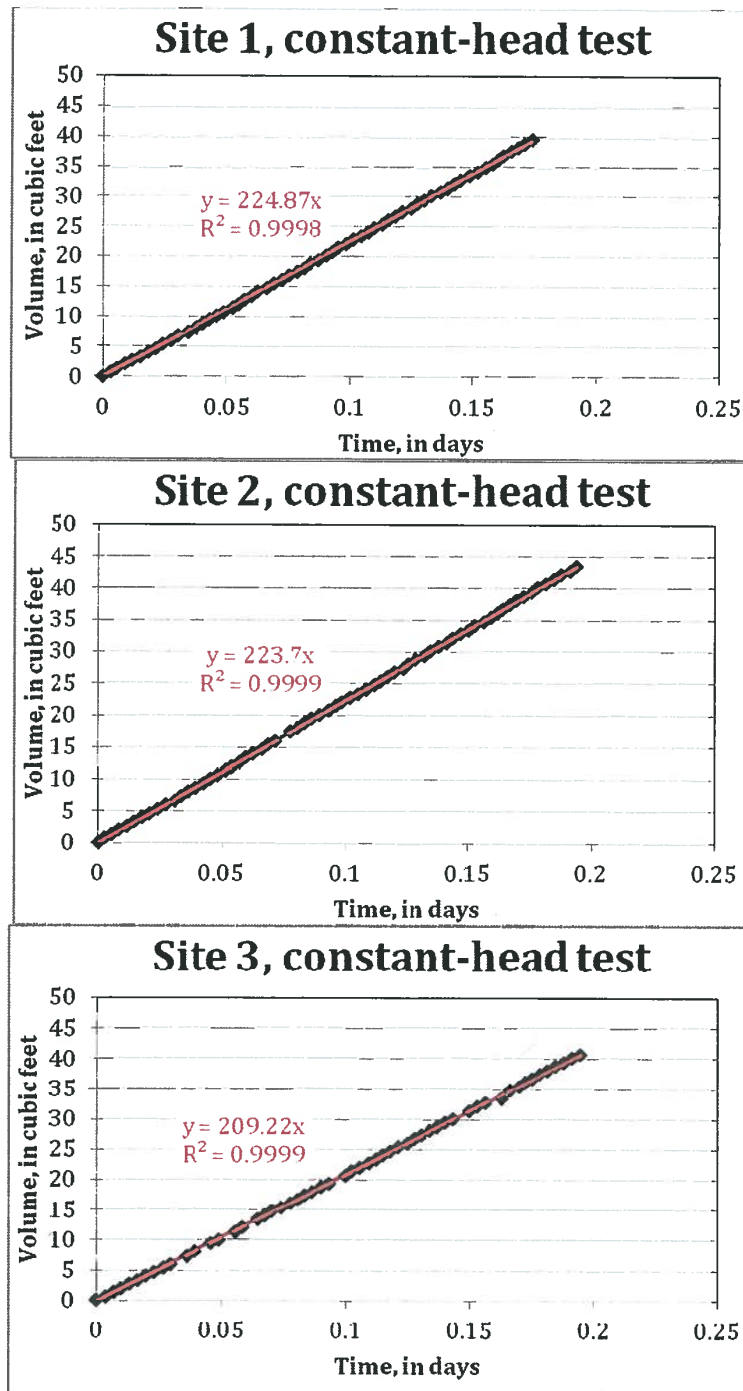 Site 1, constant-head test
50
45
40
35
30
25
20
15
10
5
0
Volume, in cubic feet
y = 224.87x
R² = 0.9998
0 0.05 0.1 0.15 0.2 0.25
Time, in days
Site 2, constant-head test
50
45
40
35
30
25
20
15
10
5
0
Volume, in cubic feet
y = 223.7x
R² = 0.9999
0 0.05 0.1 0.15 0.2 0.25
Time, in days
Site 3, constant-head test
50
45
40
35
30
25
20
15
10
5
0
Volume, in cubic feet
y = 209.22x
R² = 0.9999
0 0.05 0.1 0.15 0.2 0.25
Time, in days